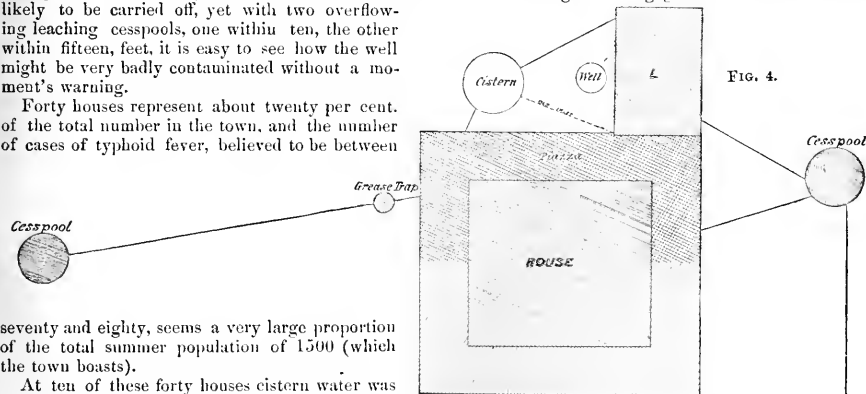 likely to be carried off, yet with two overflow-
ing leaching cesspools, one within ten, the other
within fifteen, feet, it is easy to see how the well
might be very badly contaminated without a mo-
ment's warning.
Forty houses represent about twenty per cent.
of the total number in the town, and the number
of cases of typhoid fever, believed to be between
seventy and eighty, seems a very large proportion
of the total summer population of 1500 (which
the town boasts).
At ten of these forty houses cistern water was
Cistern
Well
L
FIG. 4.
Piazza
Cesspool
Grease Trap
Cesspool
HOUSE